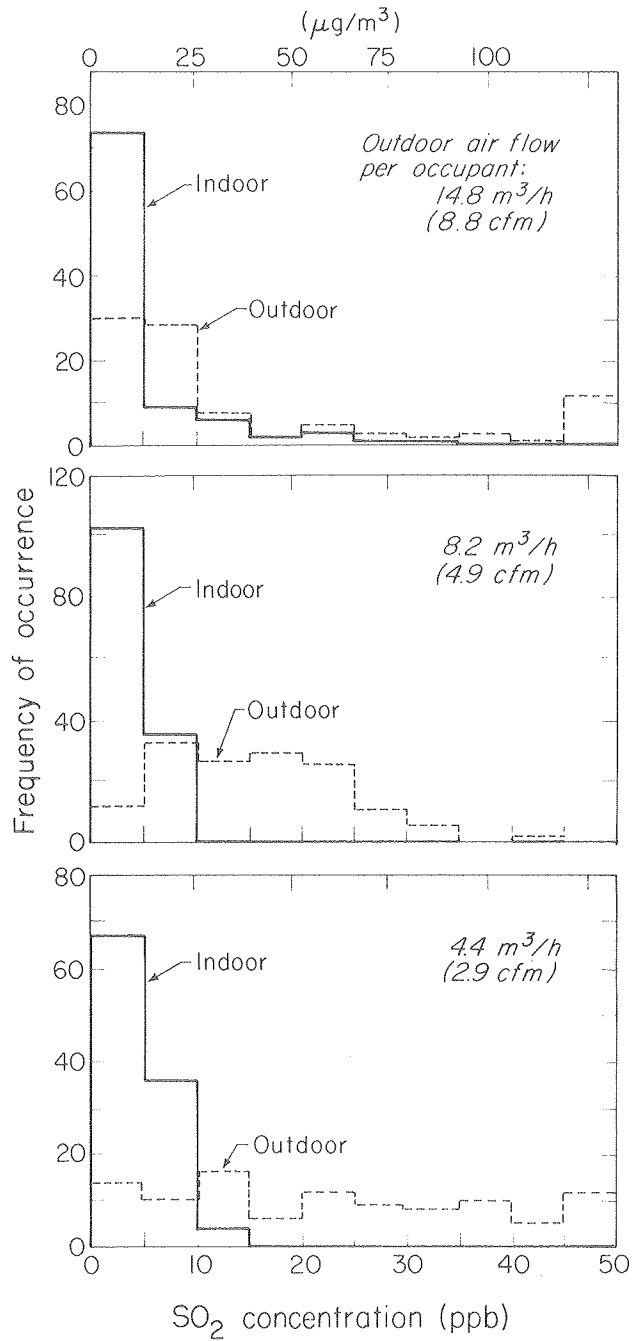 (μg/m³)
0 25 50 75 100
Outdoor air flow
per occupant:
14.8 m³/h
(8.8 cfm)
80
60
40
20
0
Indoor
Outdoor
120
80
40
0
8.2 m³/h
(4.9 cfm)
Indoor
Outdoor
Frequency of occurrence
80
60
40
20
0
4.4 m³/h
(2.9 cfm)
Indoor
Outdoor
0 10 20 30 40 50
SO₂ concentration (ppb)